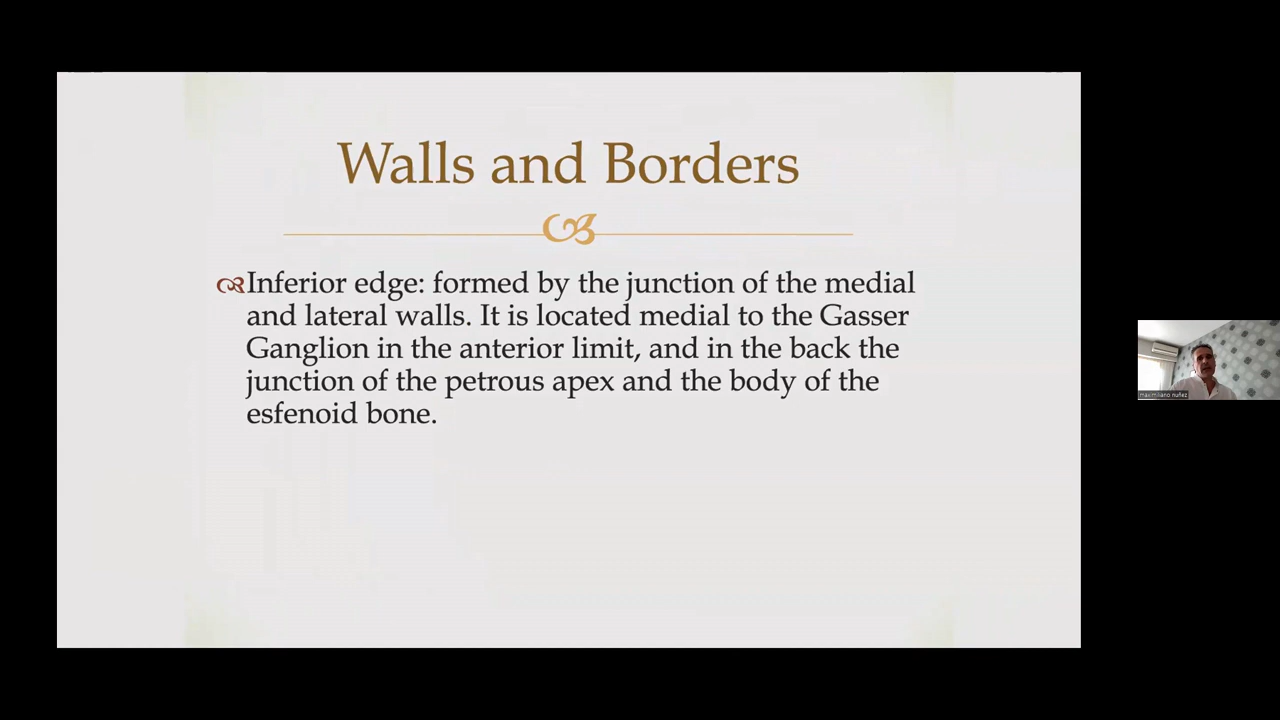 Walls and Borders
Inferior edge: formed by the junction of the medial
and lateral walls. It is located medial to the Gasser
Ganglion in the anterior limit, and in the back the
junction of the petrous apex and the body of the
esfenoid bone.
maximiliano nuñez